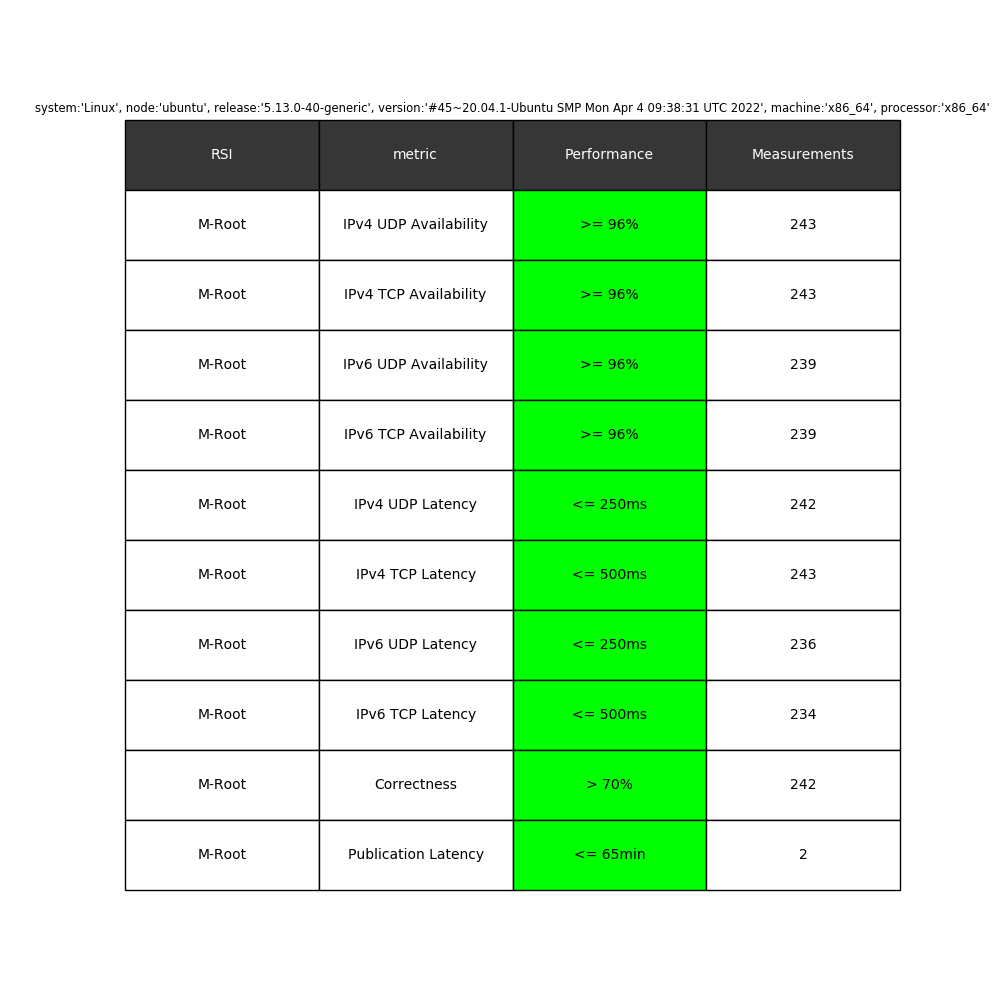 system:'Linux', node:'ubuntu', release:'5.13.0-40-generic', version:'#45~20.04.1-Ubuntu SMP Mon Apr 4 09:38:31 UTC 2022', machine:'x86_64', processor:'x86_64'
RSI metric Performance Measurements
M-Root IPv4 UDP Availability >= 96% 243
M-Root IPv4 TCP Availability >= 96% 243
M-Root IPv6 UDP Availability >= 96% 239
M-Root IPv6 TCP Availability >= 96% 239
M-Root IPv4 UDP Latency <= 250ms 242
M-Root IPv4 TCP Latency <= 500ms 243
M-Root IPv6 UDP Latency <= 250ms 236
M-Root IPv6 TCP Latency <= 500ms 234
M-Root Correctness > 70% 242
M-Root Publication Latency <= 65min 2